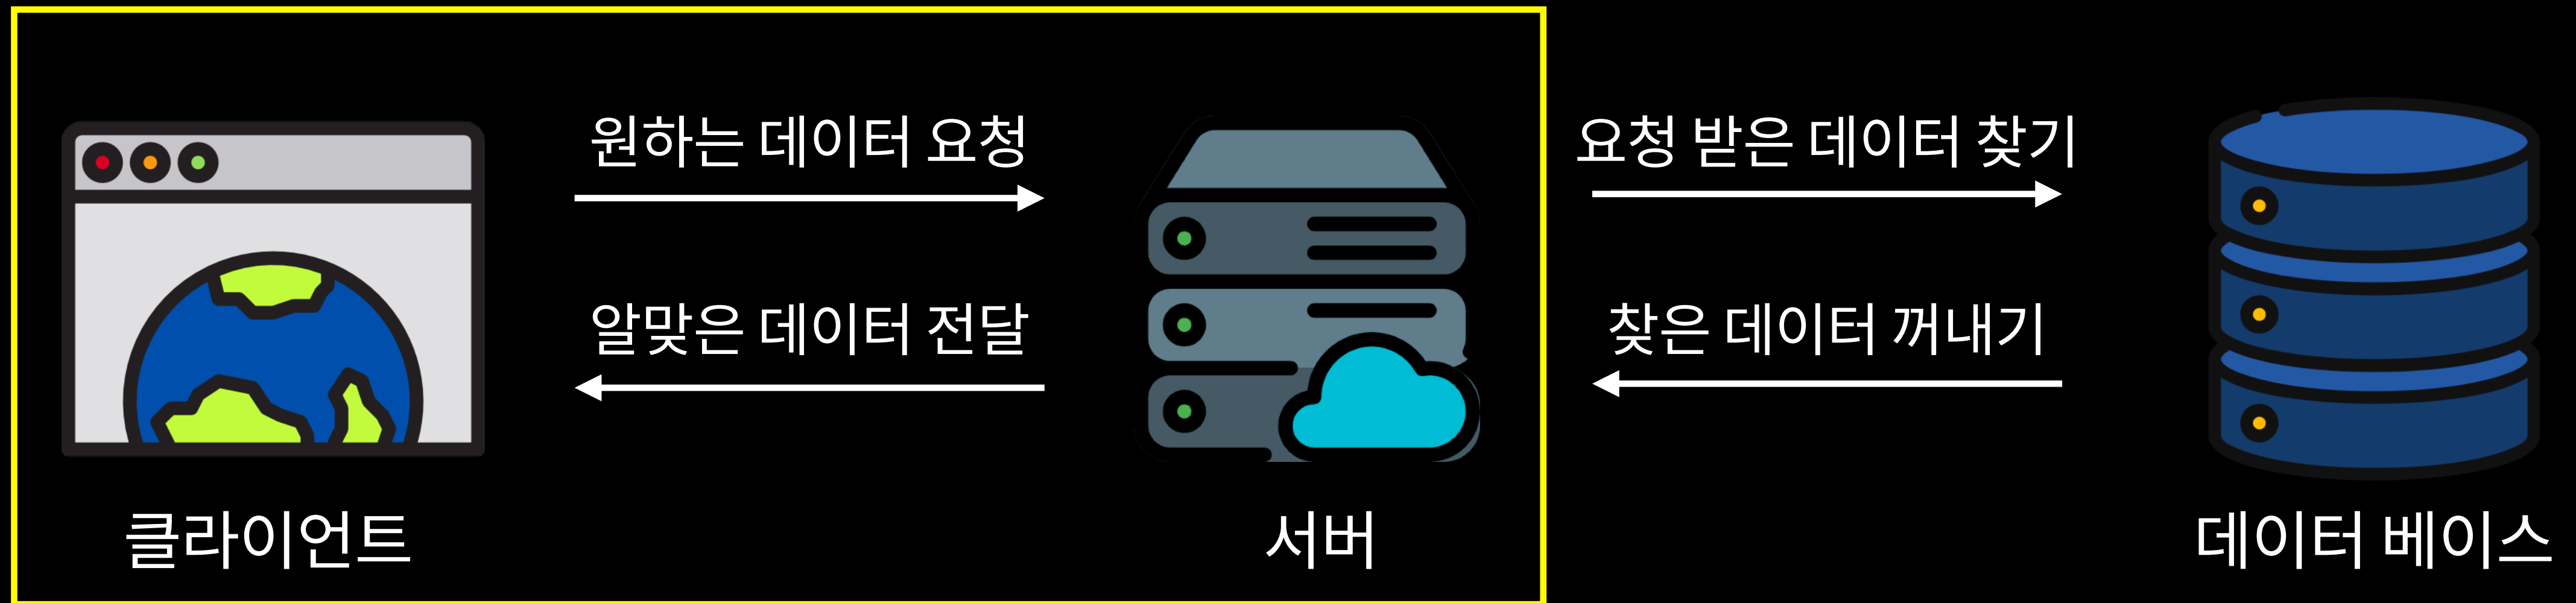 원하는 데이터 요청
알맞은 데이터 전달
클라이언트
서버
요청 받은 데이터 찾기
찾은 데이터 꺼내기
데이터 베이스